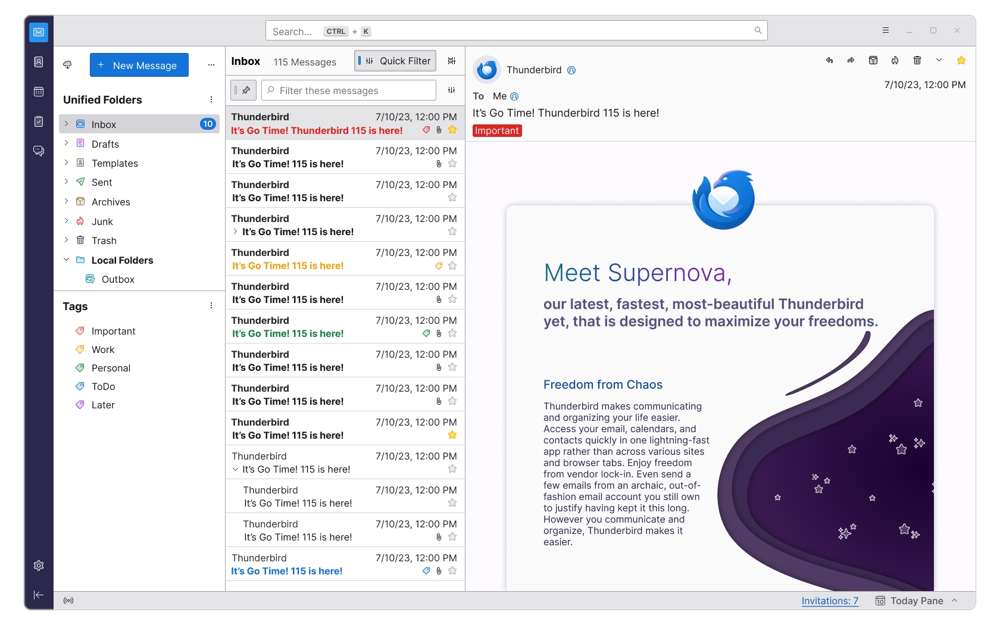 Search... CTRL + K
New Message
Unified Folders
Inbox 10
Drafts
Templates
Sent
Archives
Junk
Trash
Local Folders
Outbox
Tags
Important
Work
Personal
ToDo
Later
Inbox 115 Messages Quick Filter
Filter these messages
Thunderbird 7/10/23, 12:00 PM
It’s Go Time! Thunderbird 115 is here!
Thunderbird 7/10/23, 12:00 PM
It’s Go Time! 115 is here!
Thunderbird 7/10/23, 12:00 PM
It’s Go Time! 115 is here!
Thunderbird 7/10/23, 12:00 PM
It’s Go Time! 115 is here!
Thunderbird 7/10/23, 12:00 PM
It’s Go Time! 115 is here!
Thunderbird 7/10/23, 12:00 PM
It’s Go Time! 115 is here!
Thunderbird 7/10/23, 12:00 PM
It’s Go Time! 115 is here!
Thunderbird 7/10/23, 12:00 PM
It’s Go Time! 115 is here!
Thunderbird 7/10/23, 12:00 PM
It’s Go Time! 115 is here!
Thunderbird 7/10/23, 12:00 PM
It’s Go Time! 115 is here!
Thunderbird 7/10/23, 12:00 PM
It’s Go Time! 115 is here!
Thunderbird 7/10/23, 12:00 PM
It’s Go Time! 115 is here!
Thunderbird 7/10/23, 12:00 PM
It’s Go Time! 115 is here!
Thunderbird 7/10/23, 12:00 PM
It’s Go Time! 115 is here!
Thunderbird
7/10/23, 12:00 PM
To Me
It’s Go Time! Thunderbird 115 is here!
Important
Meet Supernova,
our latest, fastest, most-beautiful Thunderbird
yet, that is designed to maximize your freedoms.
Freedom from Chaos
Thunderbird makes communicating
and organizing your life easier.
Access your email, calendars, and
contacts quickly in one lightning-fast
app rather than across various sites
and browser tabs. Enjoy freedom
from vendor lock-in. Even send a
few emails from an archaic, out-of-
fashion email account you still own
to justify having kept it this long.
However you communicate and
organize, Thunderbird makes it
easier.
Invitations: 7 10 Today Pane